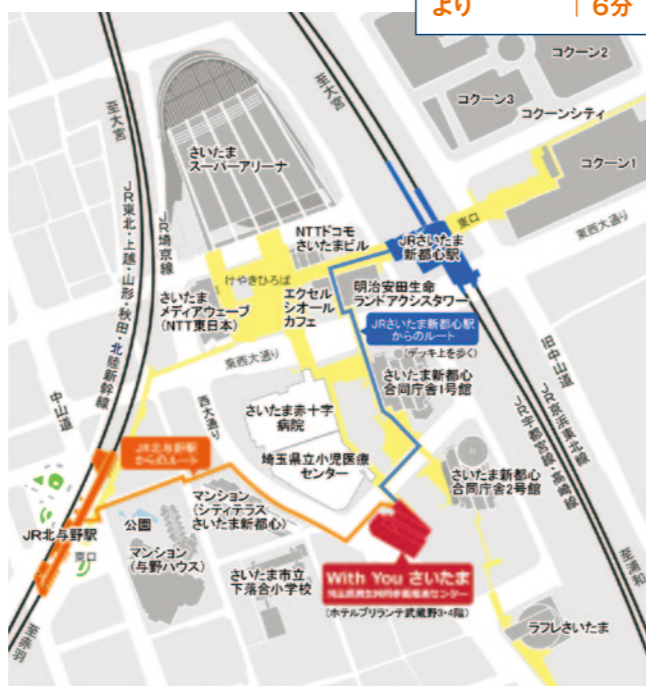 より
6分
コクーン2
コクーン3
コクーンシティ
コクーン1
至大宮
至大宮
JR東北・上越・山形・秋田・北陸新幹線
JR埼京線
さいたま
スーパーアリーナ
東口
東西大通り
NTTドコモ
さいたまビル
JRさいたま
新都心駅
けやきひろば
さいたま
メディアウェーブ
(NTT東日本)
エクセル
シオール
カフェ
明治安田生命
ランドアクシスタワー
JRさいたま新都心駅
からのルート
(デッキ上を歩く)
東西大通り
旧中山道
中山道
西大通り
さいたま新都心
合同庁舎1号館
JR京浜東北線
JR宇都宮線・高崎線
さいたま赤十字
病院
JR北与野駅
からのルート
埼玉県立小児医療
センター
さいたま新都心
合同庁舎2号館
マンション
(シティテラス
さいたま新都心)
公園
JR北与野駅
東口
マンション
(与野ハウス)
さいたま市立
下落合小学校
With You さいたま
埼玉県男女共同参画推進センター
(ホテルブリランテ武蔵野3・4階)
至浦和
至赤羽
ラフレさいたま